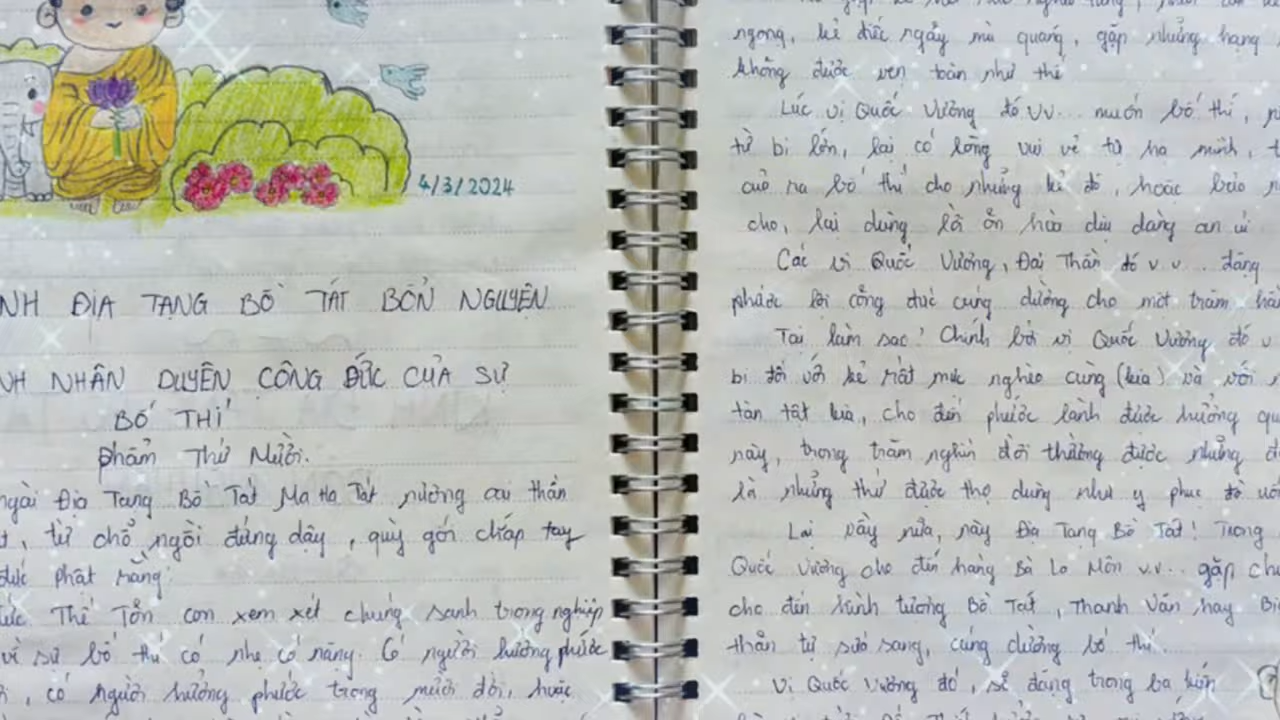 4/3/2024
NH ĐỊA TẠNG BỒ TÁT BỔN NGUYỆN
NH NHÂN DUYÊN CÔNG ĐỨC CỦA SỰ
BỐ THÍ
phẩm Thứ Mười.
ngài Địa Tạng Bồ Tát Ma Ha Tát nương oai thần
t, từ chỗ ngồi đứng dậy, quỳ gối chắp tay
đức phật rằng:
đức Thế Tôn con xem xét chúng sanh trong nghiệp
về sự bố thí có nhẹ có nặng. Có người hưởng phước
, có người hưởng phước trong mười đời, hoặc
ngọng, kẻ điếc ngây mù quáng, gặp những hạng
không được vẹn toàn như thế
Lúc vị Quốc Vương đó vv... muốn bố thí,
từ bi lớn, lại có lòng vui vẻ tự hạ mình,
của ra bố thí cho những kẻ đó, hoặc bảo
cho, lại dùng lời ôn hòa dịu dàng an ủi
Các vị Quốc Vương, Đại Thần đó v.v... đặng
phước lợi công đức cúng dường cho một trăm hằ
Tại làm sao? Chính bởi vị Quốc Vương đó v
bi đối với kẻ rất mực nghèo cùng (kia) và với
tàn tật kia, cho đến phước lành được hưởng qu
này, trong trăm nghìn đời thường được những đ
là những thứ được thọ dùng như y phục đồ uố
Lại vầy nữa, này Địa Tạng Bồ Tát! Trong
Quốc Vương cho đến hàng Bà La Môn v.v... gặp ch
cho đến hình tượng Bồ Tát, Thanh Văn hay Bí
thân tự sửa sang, cúng dường bố thí.
Vị Quốc Vương đó, sẽ đặng trong ba kiếp